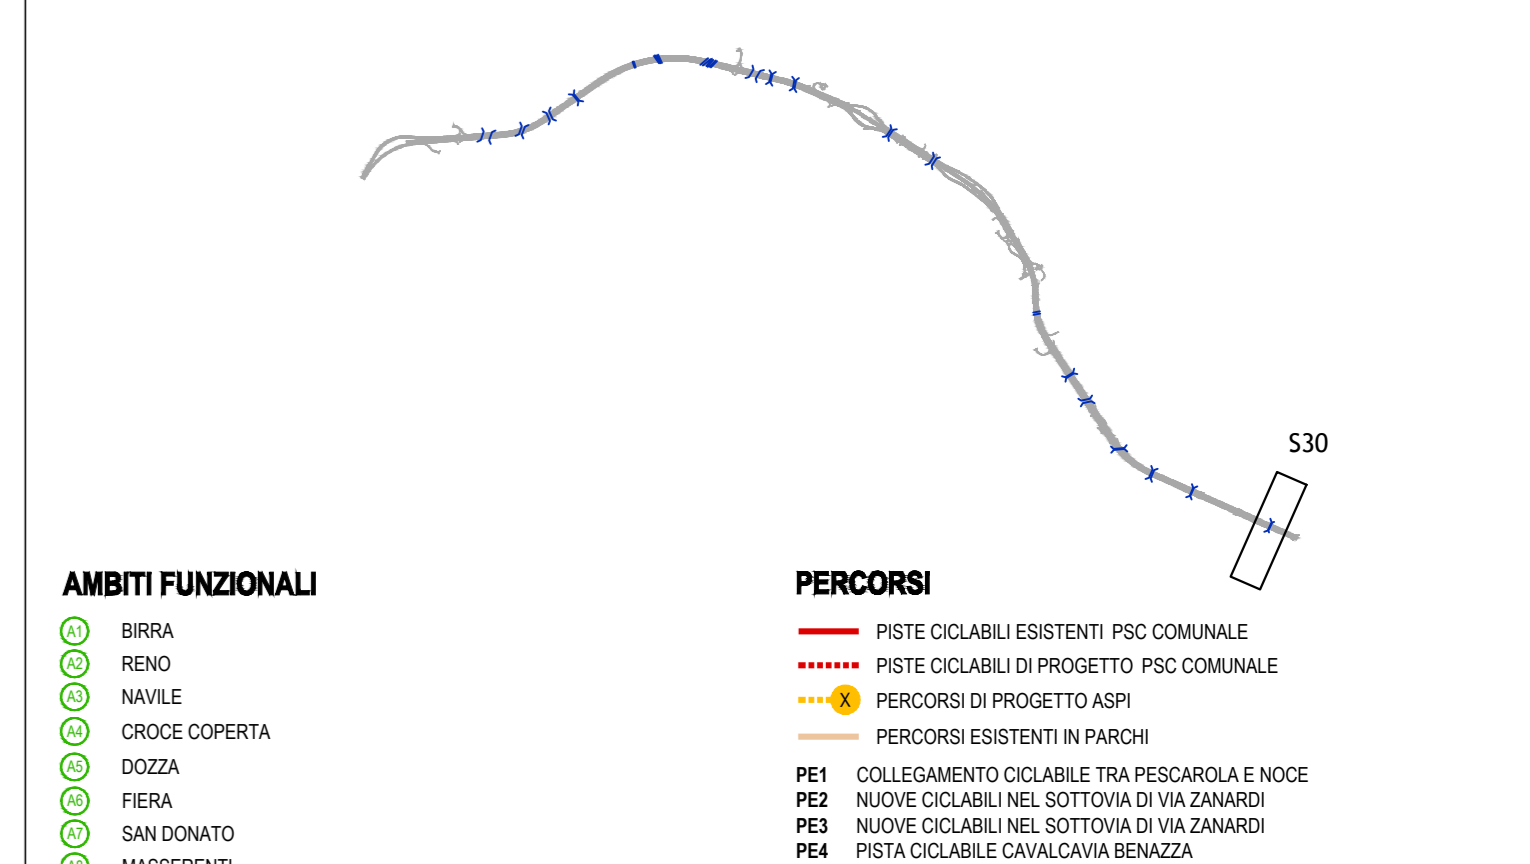 S30
AMBITI FUNZIONALI
A1 BIRRA
A2 RENO
A3 NAVILE
A4 CROCE COPERTA
A5 DOZZA
A6 FIERA
A7 SAN DONATO
PERCORSI
PISTE CICLABILI ESISTENTI PSC COMUNALE
PISTE CICLABILI DI PROGETTO PSC COMUNALE
X PERCORSI DI PROGETTO ASPI
PERCORSI ESISTENTI IN PARCHI
PE1 COLLEGAMENTO CICLABILE TRA PESCAROLA E NOCE
PE2 NUOVE CICLABILI NEL SOTTOVIA DI VIA ZANARDI
PE3 NUOVE CICLABILI NEL SOTTOVIA DI VIA ZANARDI
PE4 PISTA CICLABILE CAVALCAVIA BENAZZA